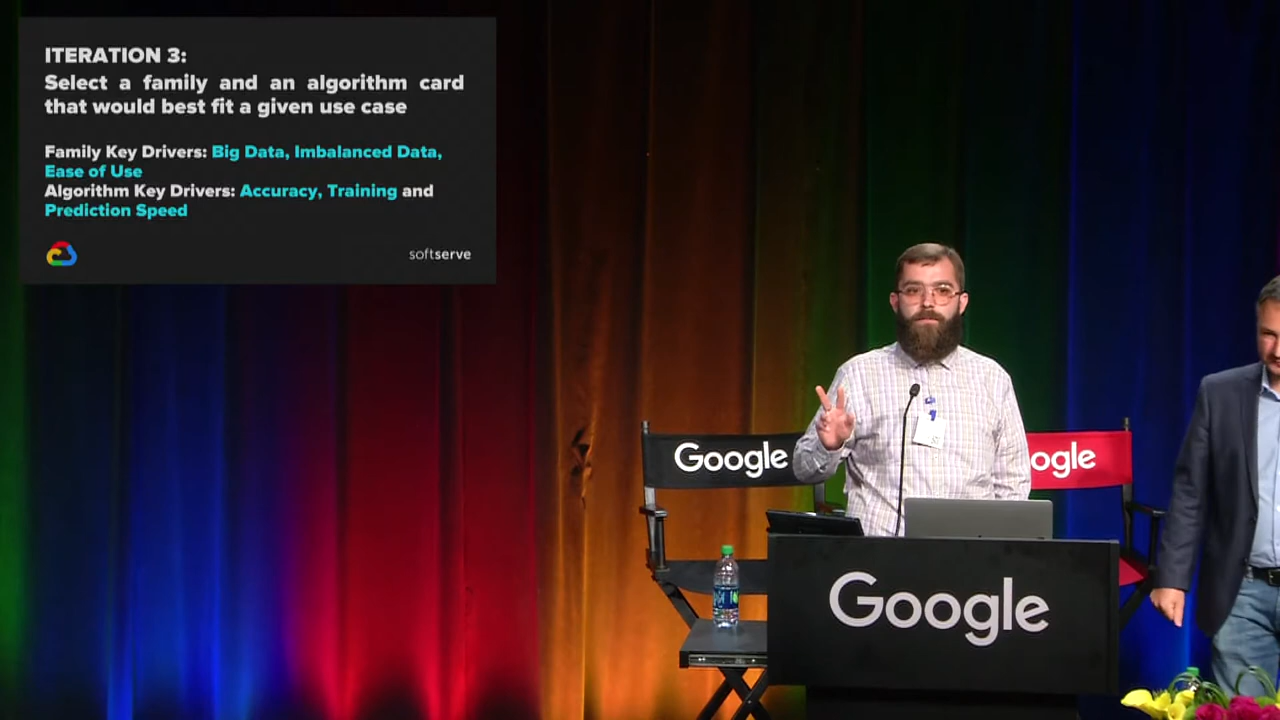 ITERATION 3:
Select a family and an algorithm card
that would best fit a given use case
Family Key Drivers: Big Data, Imbalanced Data,
Ease of Use
Algorithm Key Drivers: Accuracy, Training and
Prediction Speed
softserve
Google
ogle
Google